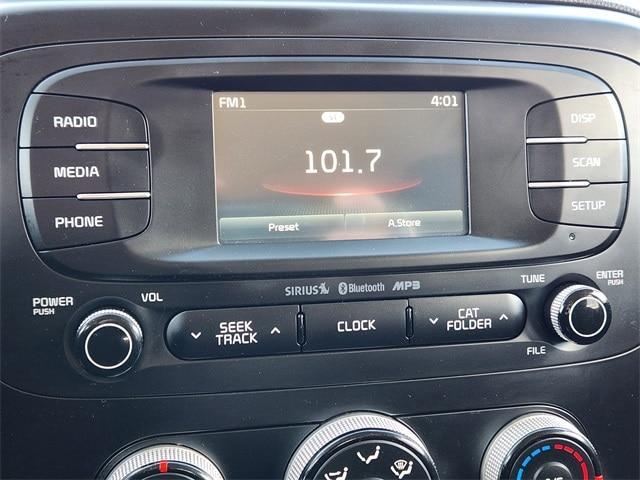 FM1 4:01
ST
101.7
Preset A.Store
RADIO
MEDIA
PHONE
DISP
SCAN
SETUP
SIRIUS Bluetooth MP3
POWER
PUSH
VOL
SEEK
TRACK
CLOCK
CAT
FOLDER
TUNE
FILE
ENTER
PUSH